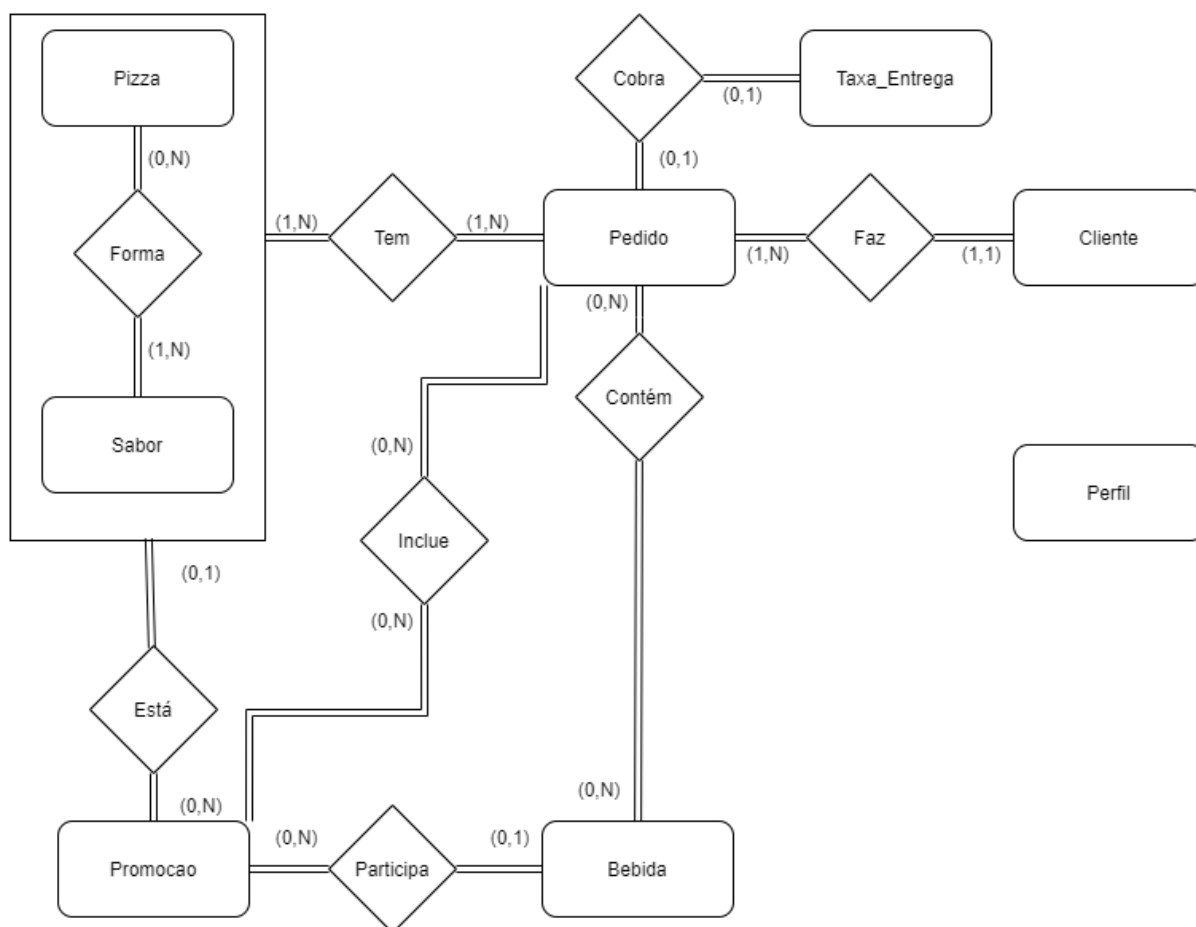 Pizza
Cobra
Taxa_Entrega
(0,1)
(0,N)
(0,1)
(1,N)
Tem
(1,N)
Pedido
(1,N)
Faz
(1,1)
Cliente
Forma
(0,N)
(1,N)
Contém
Sabor
(0,N)
Perfil
Inclue
(0,1)
(0,N)
Está
(0,N)
(0,N)
(0,N)
(0,1)
Promocao
Participa
Bebida